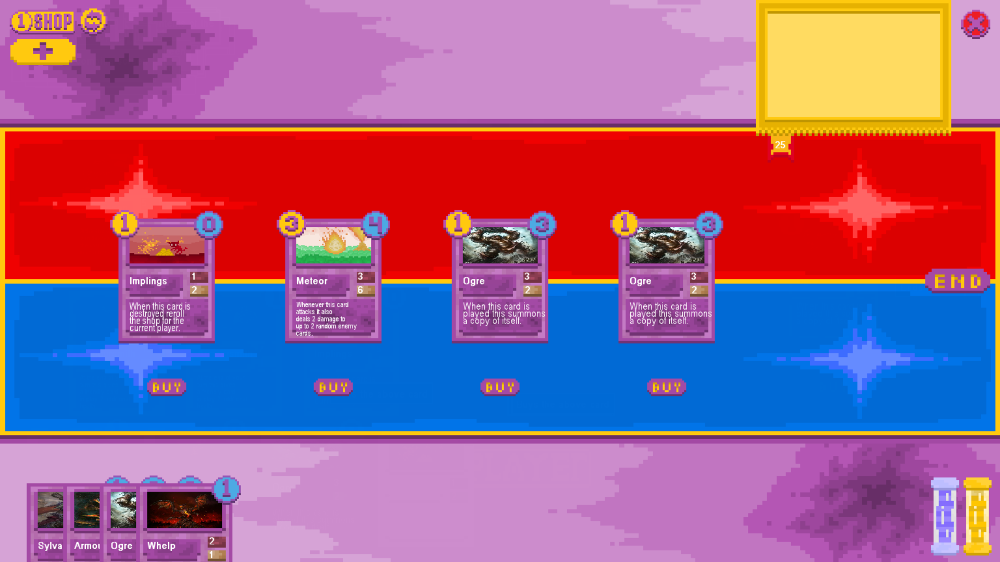 1 SHOP
25
1 0
Implings
1
2
When this card is
destroyed reroll
the shop for the
current player.
3 4
Meteor
3
6
Whenever this card
attacks it also
deals 2 damage to
up to 2 random enemy
cards.
1 3
Ogre
3
2
When this card is
played this summons
a copy of itself.
1 3
Ogre
3
2
When this card is
played this summons
a copy of itself.
END
BUY
BUY
BUY
BUY
Sylva
Armou
Ogre
1
Whelp
2
1